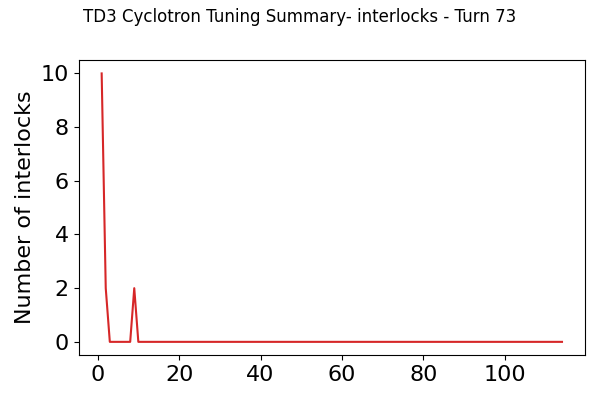 TD3 Cyclotron Tuning Summary- interlocks - Turn 73
Number of interlocks
10
8
6
4
2
0
0 20 40 60 80 100